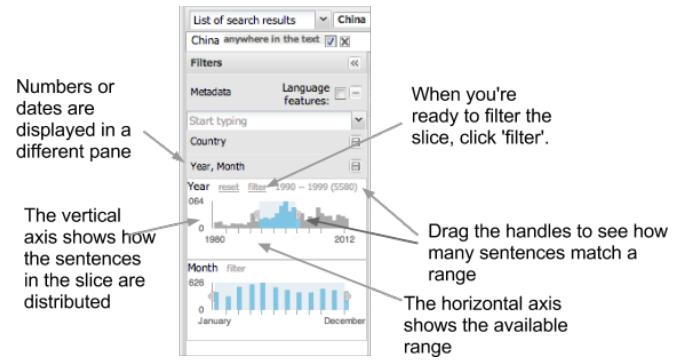 List of search results
China
China anywhere in the text
Filters
Metadata
Language
features:
Start typing
Country
Year, Month
Year reset filter 1990 -- 1999 (5580)
064
0
1980
2012
Month filter
628
0
January
December
Numbers or
dates are
displayed in a
different pane
The vertical
axis shows how
the sentences
in the slice are
distributed
When you're
ready to filter the
slice, click 'filter'.
Drag the handles to see how
many sentences match a
range
The horizontal axis
shows the available
range